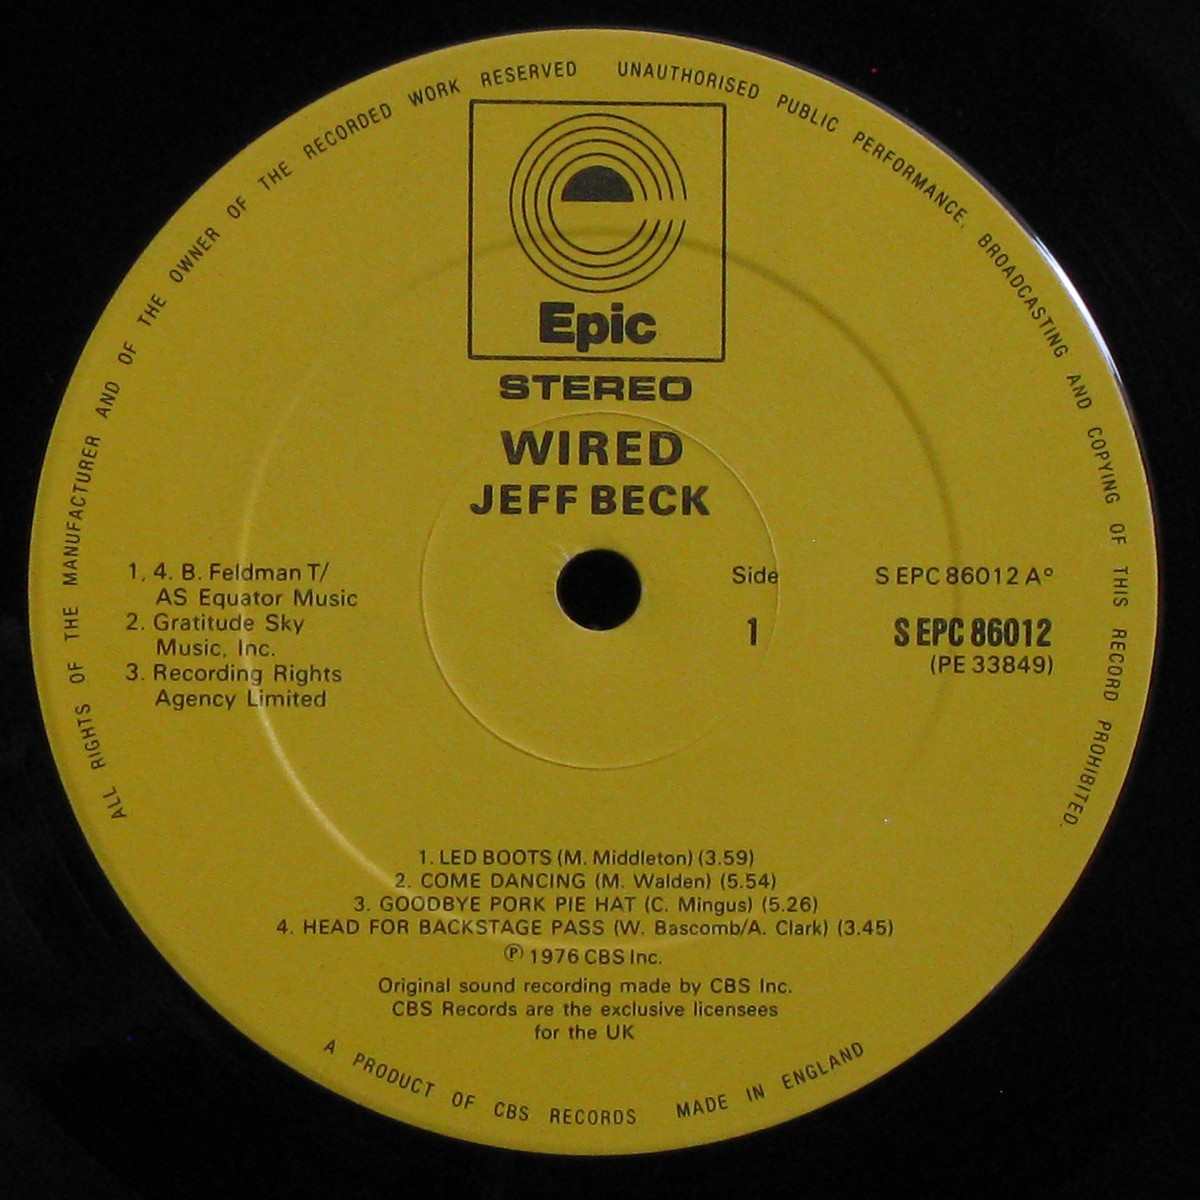 ALL RIGHTS OF THE MANUFACTURER AND OF THE OWNER OF THE RECORDED WORK RESERVED UNAUTHORISED PUBLIC PERFORMANCE, BROADCASTING AND COPYING OF THIS RECORD PROHIBITED.
Epic
STEREO
WIRED
JEFF BECK
1, 4. B. Feldman T/
AS Equator Music
2. Gratitude Sky
Music, Inc.
3. Recording Rights
Agency Limited
Side
1
S EPC 86012 A°
S EPC 86012
(PE 33849)
1. LED BOOTS (M. Middleton) (3.59)
2. COME DANCING (M. Walden) (5.54)
3. GOODBYE PORK PIE HAT (C. Mingus) (5.26)
4. HEAD FOR BACKSTAGE PASS (W. Bascomb/A. Clark) (3.45)
℗ 1976 CBS Inc.
Original sound recording made by CBS Inc.
CBS Records are the exclusive licensees
for the UK
A PRODUCT OF CBS RECORDS MADE IN ENGLAND